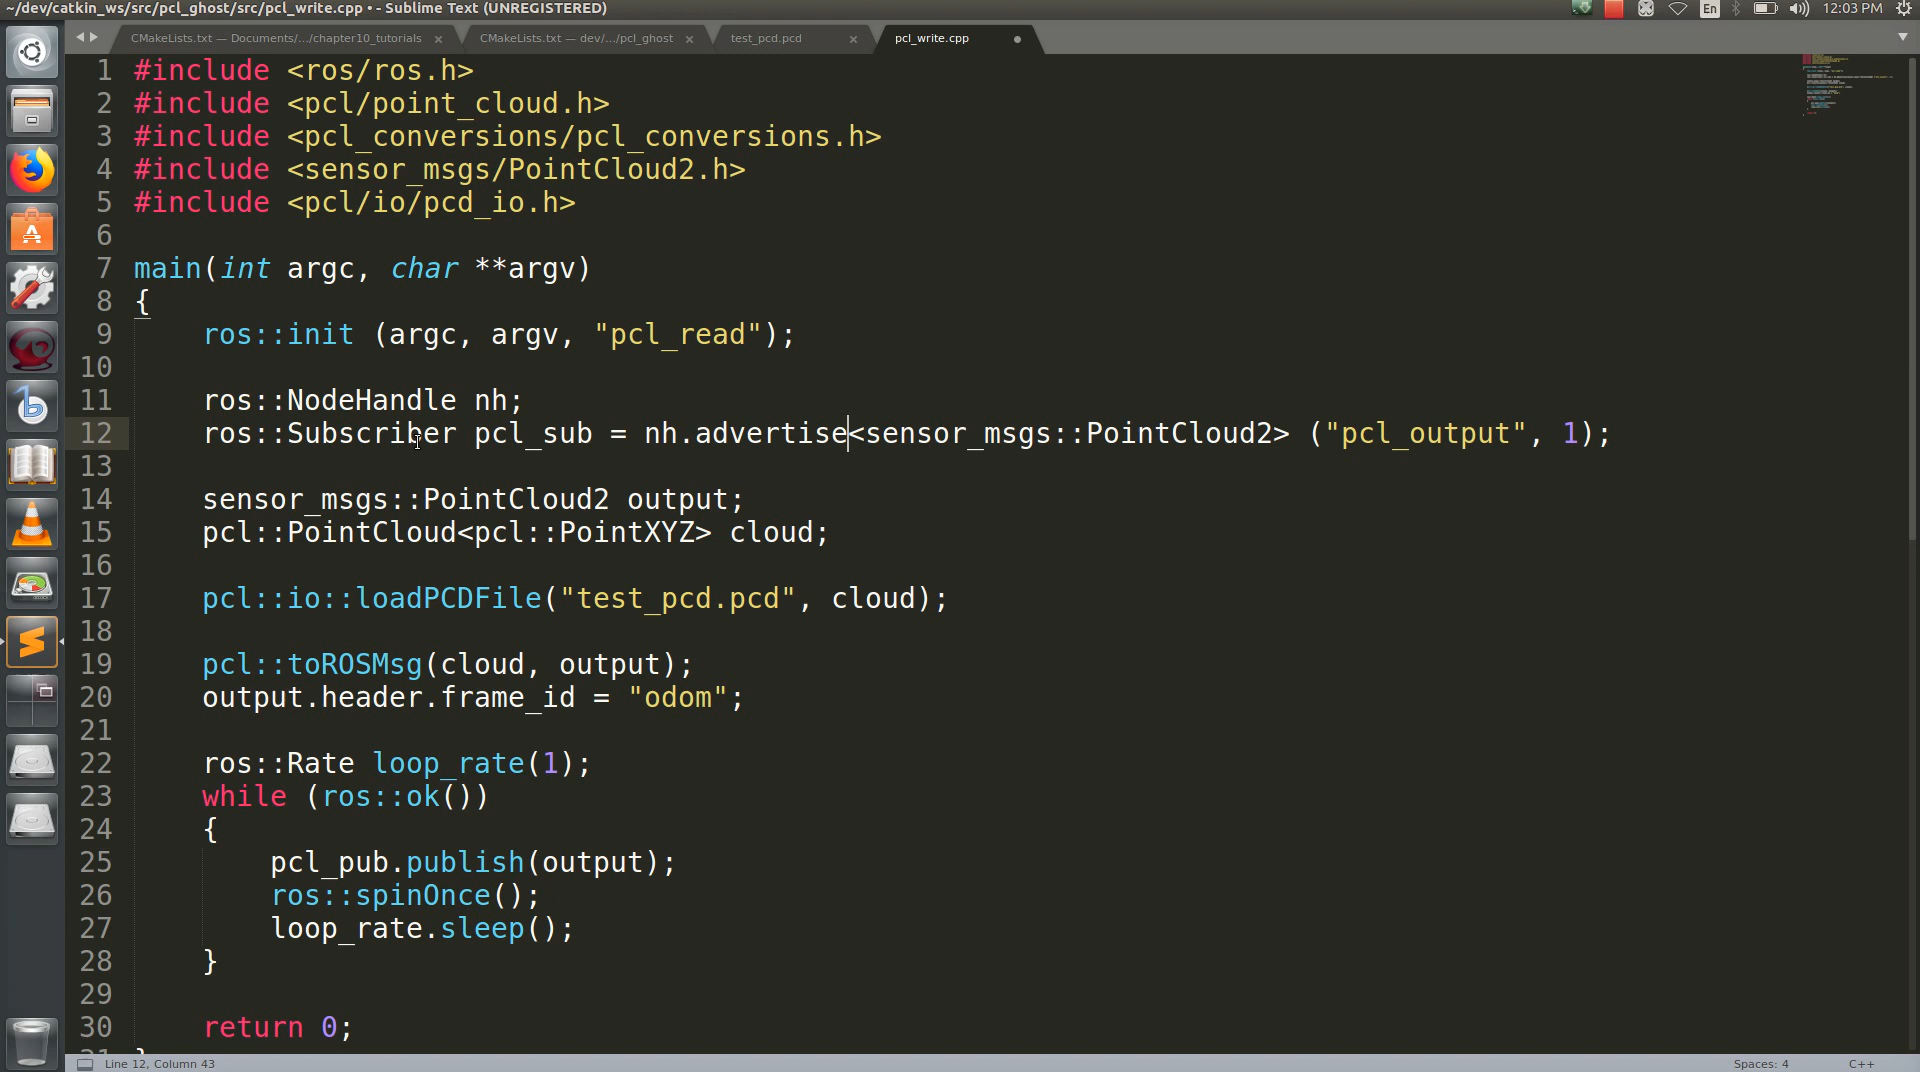 ~/dev/catkin_ws/src/pcl_ghost/src/pcl_write.cpp • - Sublime Text (UNREGISTERED)
En
12:03 PM
CMakeLists.txt — Documents/.../chapter10_tutorials
CMakeLists.txt — dev/.../pcl_ghost
test_pcd.pcd
pcl_write.cpp
1 #include <ros/ros.h>
2 #include <pcl/point_cloud.h>
3 #include <pcl_conversions/pcl_conversions.h>
4 #include <sensor_msgs/PointCloud2.h>
5 #include <pcl/io/pcd_io.h>
6
7 main(int argc, char **argv)
8 {
9 ros::init (argc, argv, "pcl_read");
10
11 ros::NodeHandle nh;
12 ros::Subscriber pcl_sub = nh.advertise<sensor_msgs::PointCloud2> ("pcl_output", 1);
13
14 sensor_msgs::PointCloud2 output;
15 pcl::PointCloud<pcl::PointXYZ> cloud;
16
17 pcl::io::loadPCDFile("test_pcd.pcd", cloud);
18
19 pcl::toROSMsg(cloud, output);
20 output.header.frame_id = "odom";
21
22 ros::Rate loop_rate(1);
23 while (ros::ok())
24 {
25 pcl_pub.publish(output);
26 ros::spinOnce();
27 loop_rate.sleep();
28 }
29
30 return 0;
Line 12, Column 43
Spaces: 4
C++